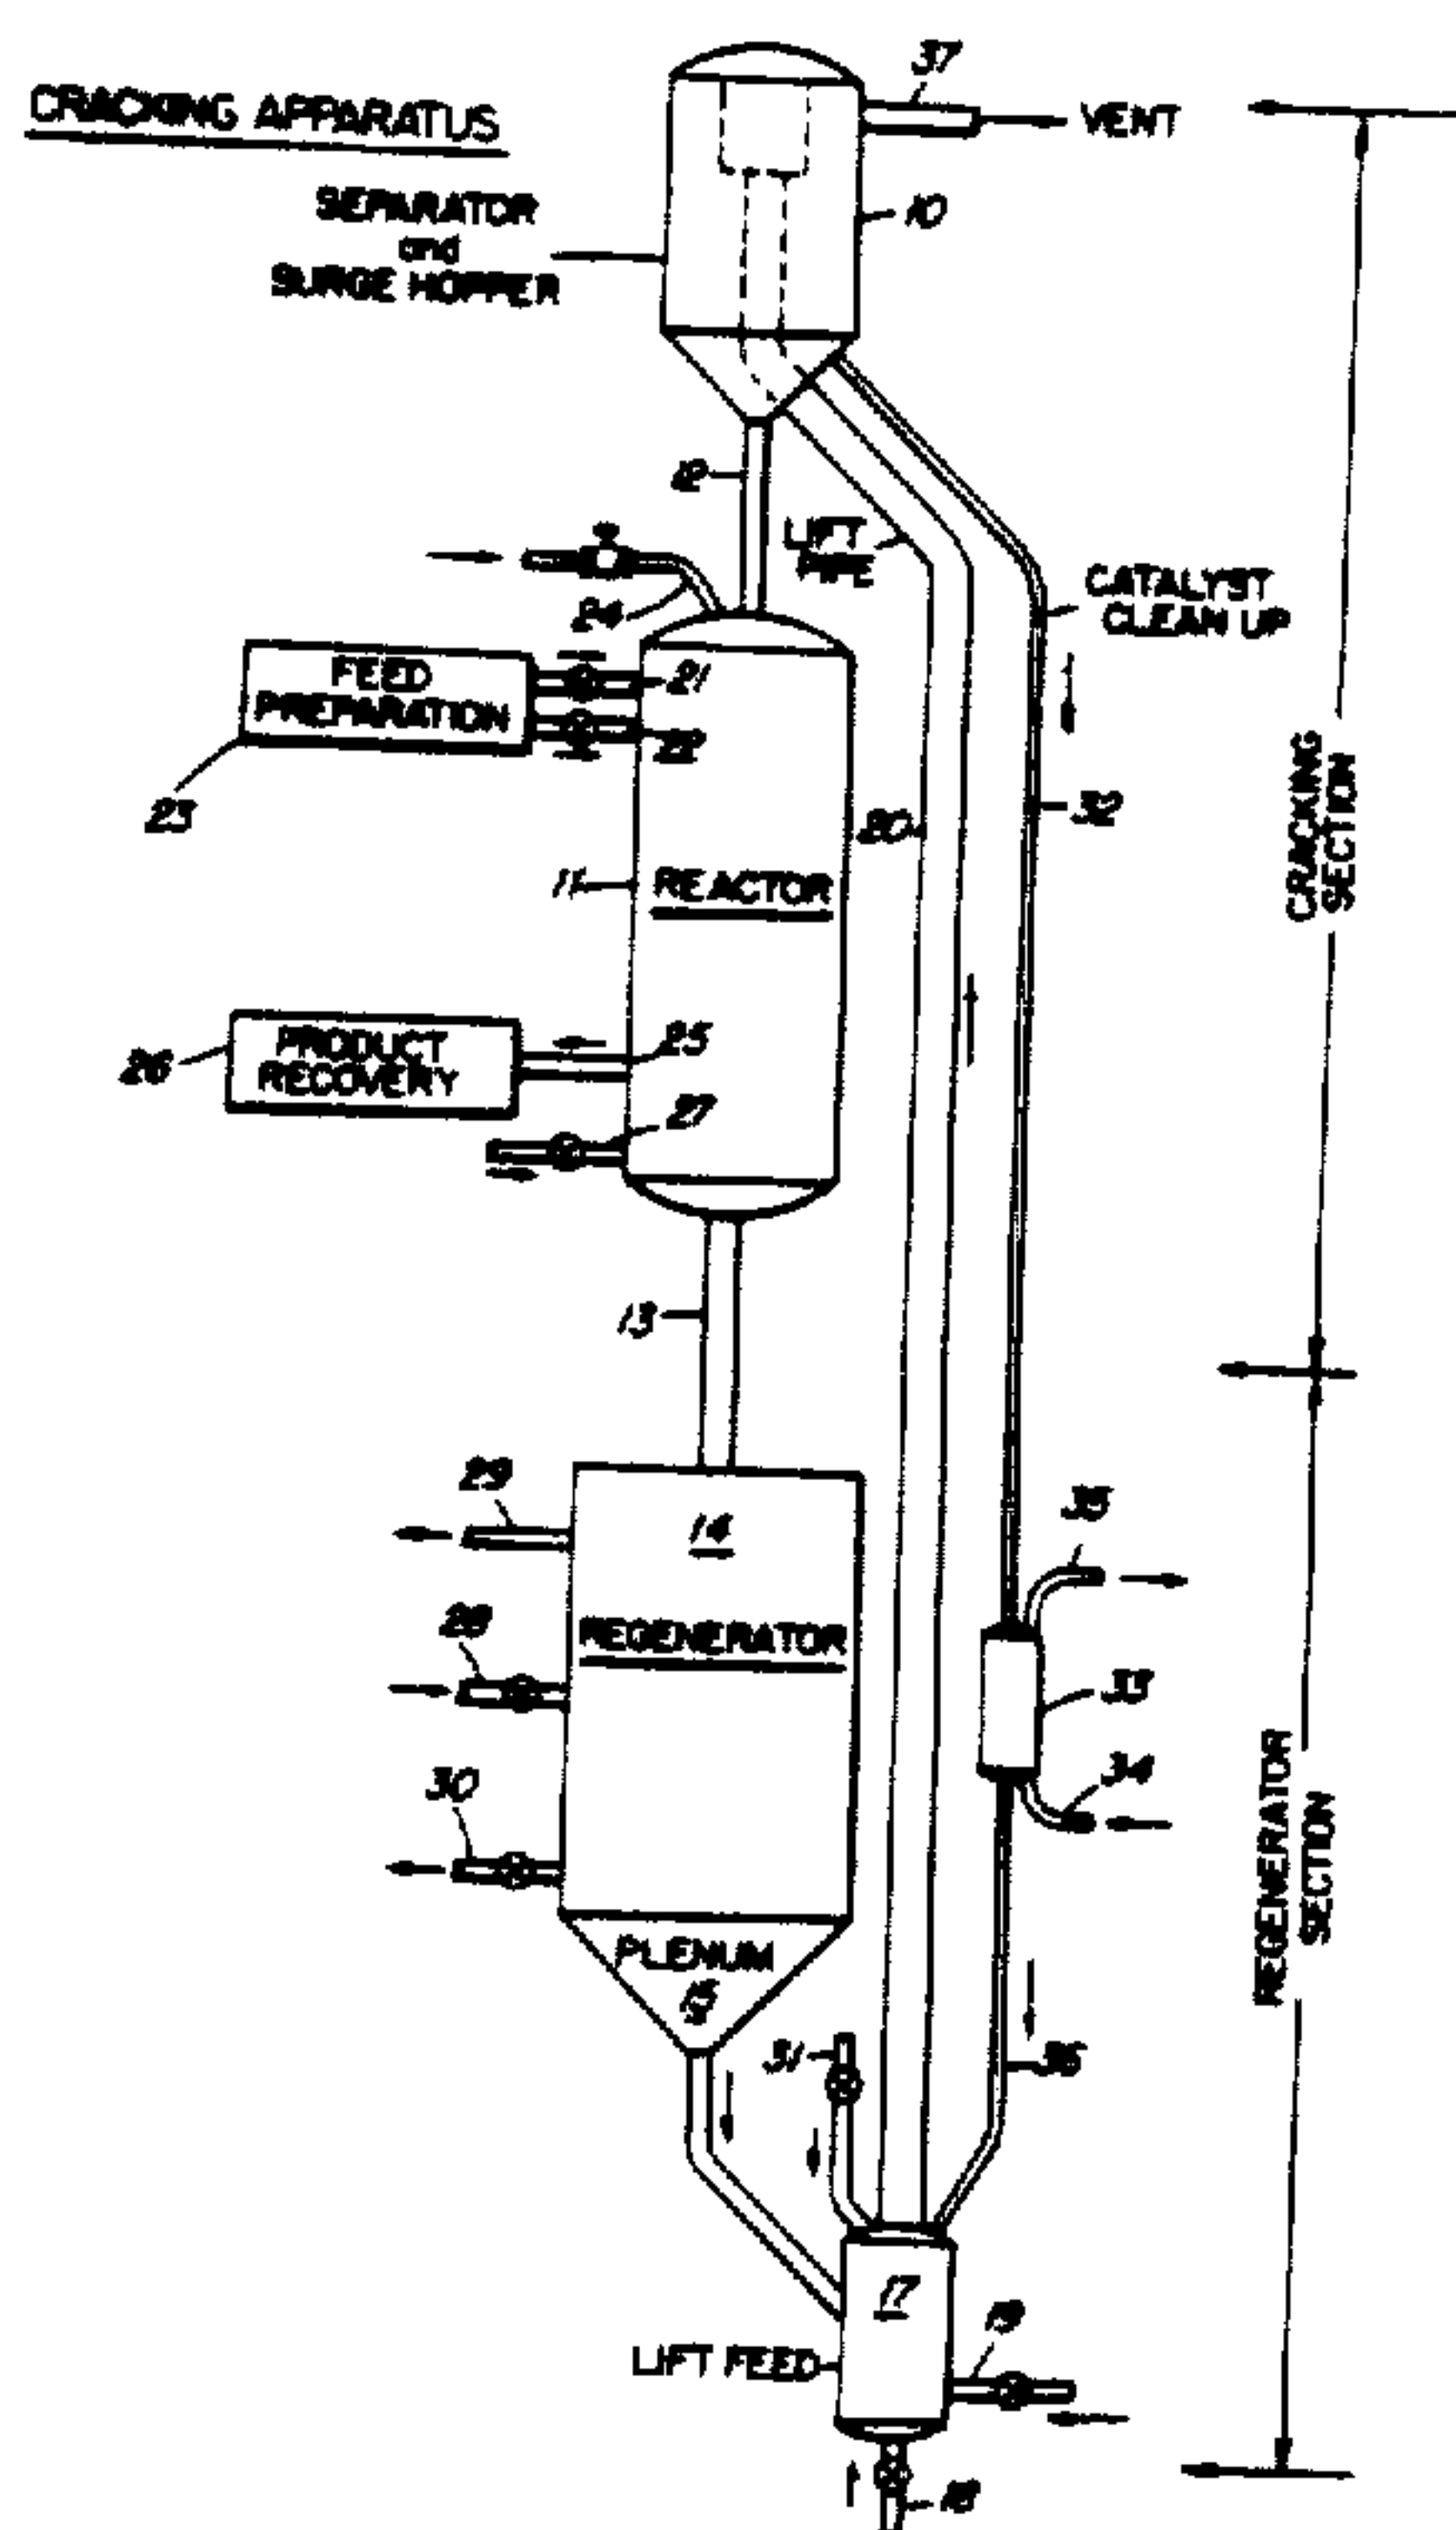 CRACKING APPARATUS
37
VENT
SEPARATOR
and
SURGE HOPPER
10
12
LIFT
PIPE
24
CATALYST
CLEAN UP
FEED
PREPARATION
21
22
23
20
32
CRACKING
SECTION
11
REACTOR
PRODUCT
RECOVERY
25
26
27
13
29
14
35
28
REGENERATOR
33
30
34
REGENERATOR
SECTION
PLENUM
31
36
17
LIFT FEED
19
18